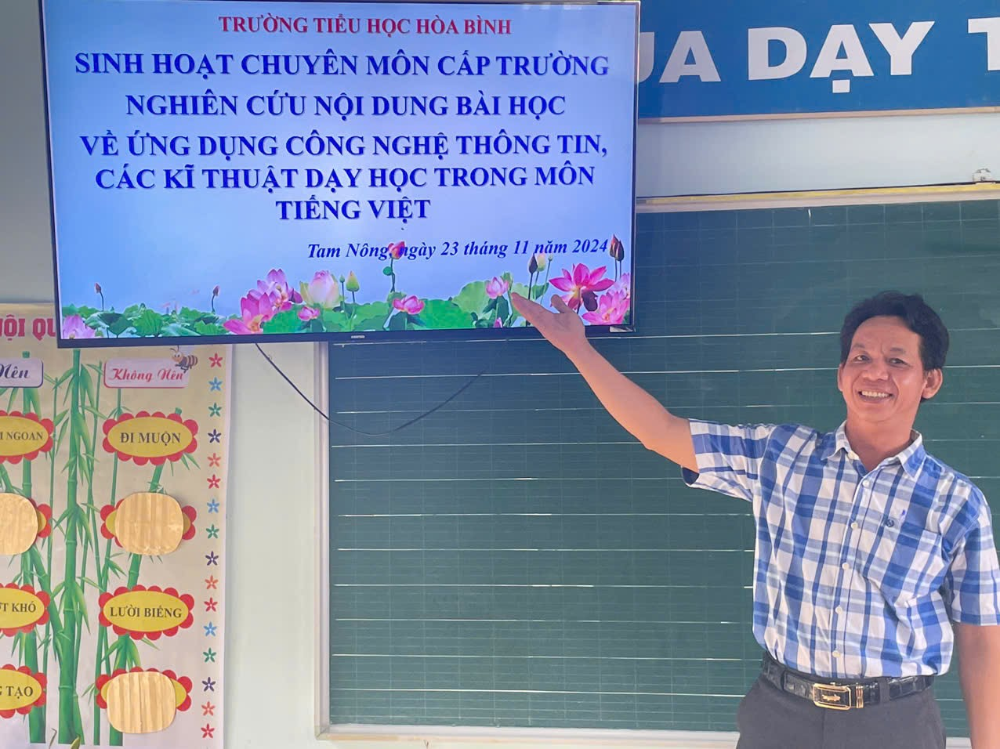 TRƯỜNG TIỂU HỌC HÒA BÌNH
SINH HOẠT CHUYÊN MÔN CẤP TRƯỜNG
NGHIÊN CỨU NỘI DUNG BÀI HỌC
VỀ ỨNG DỤNG CÔNG NGHỆ THÔNG TIN,
CÁC KĨ THUẬT DẠY HỌC TRONG MÔN
TIẾNG VIỆT
Tam Nông, ngày 23 tháng 11 năm 2024
UA DẠY T
NỘI QU
Nên
Không Nên
NGOAN
ĐI MUỘN
KHÓ
LƯỜI BIẾNG
TẠO